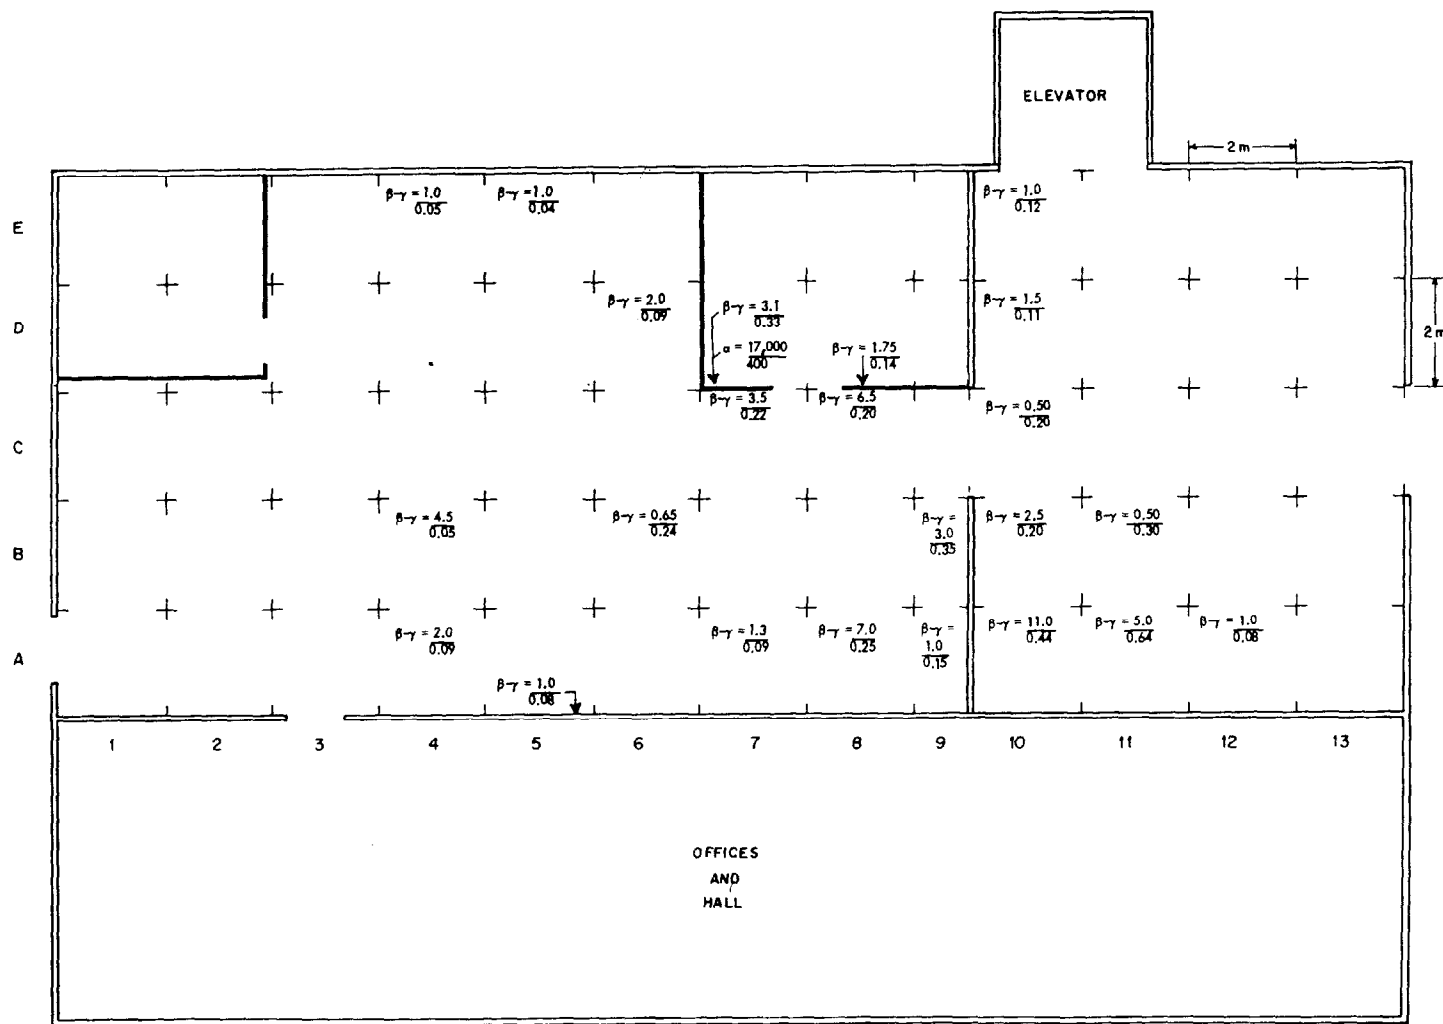 ELEVATOR
2 m
E
β-γ = 1.0
0.05
β-γ = 1.0
0.04
β-γ = 1.0
0.12
D
β-γ = 2.0
0.09
β-γ = 3.1
0.33
α = 17,000
400
β-γ = 1.75
0.14
β-γ = 1.5
0.11
2 m
β-γ = 3.5
0.22
β-γ = 6.5
0.20
β-γ = 0.50
0.20
C
β-γ = 4.5
0.05
β-γ = 0.65
0.24
β-γ =
3.0
0.35
β-γ = 2.5
0.20
β-γ = 0.50
0.30
B
β-γ = 2.0
0.09
β-γ = 1.3
0.09
β-γ = 7.0
0.25
β-γ =
1.0
0.15
β-γ = 11.0
0.44
β-γ = 5.0
0.64
β-γ = 1.0
0.08
A
β-γ = 1.0
0.08
1 2 3 4 5 6 7 8 9 10 11 12 13
OFFICES
AND
HALL